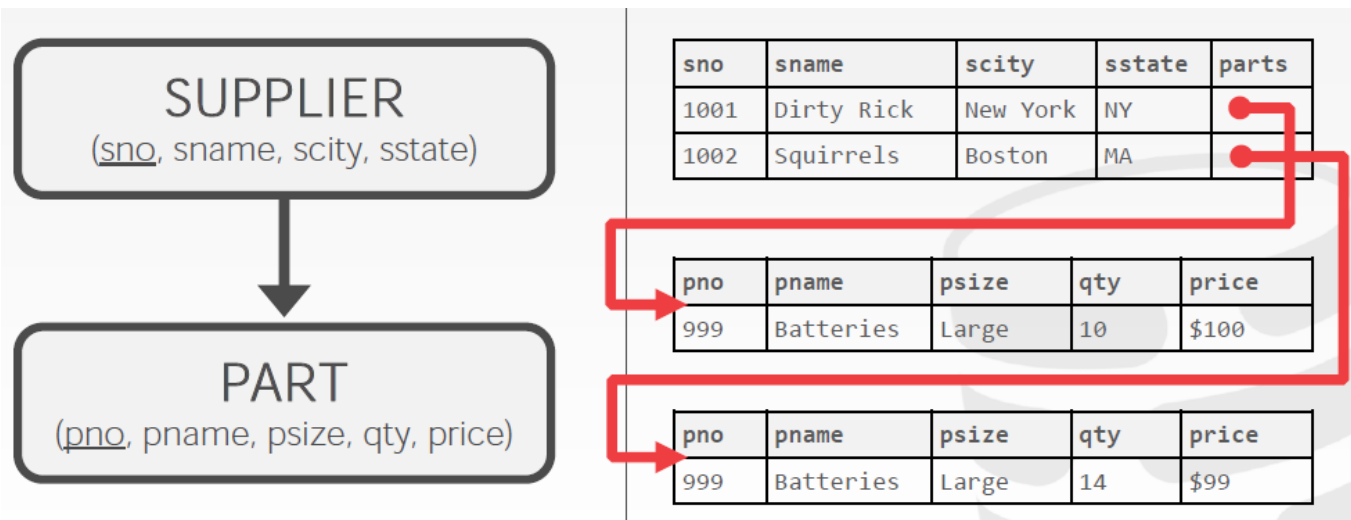 SUPPLIER
(sno, sname, scity, sstate)
PART
(pno, pname, psize, qty, price)
sno sname scity sstate parts
1001 Dirty Rick New York NY
1002 Squirrels Boston MA
pno pname psize qty price
999 Batteries Large 10 $100
pno pname psize qty price
999 Batteries Large 14 $99